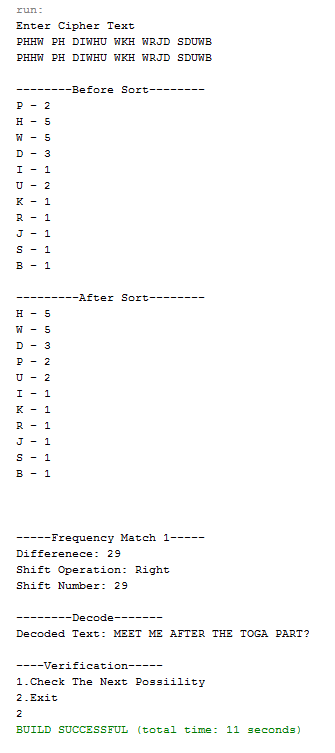 run:
Enter Cipher Text
PHHW PH DIWHU WKH WRJD SDUWB
PHHW PH DIWHU WKH WRJD SDUWB
--------Before Sort--------
P - 2
H - 5
W - 5
D - 3
I - 1
U - 2
K - 1
R - 1
J - 1
S - 1
B - 1
---------After Sort--------
H - 5
W - 5
D - 3
P - 2
U - 2
I - 1
K - 1
R - 1
J - 1
S - 1
B - 1
-----Frequency Match 1-----
Differenece: 29
Shift Operation: Right
Shift Number: 29
--------Decode-------
Decoded Text: MEET ME AFTER THE TOGA PART?
----Verification-----
1.Check The Next Possiility
2.Exit
2
BUILD SUCCESSFUL (total time: 11 seconds)